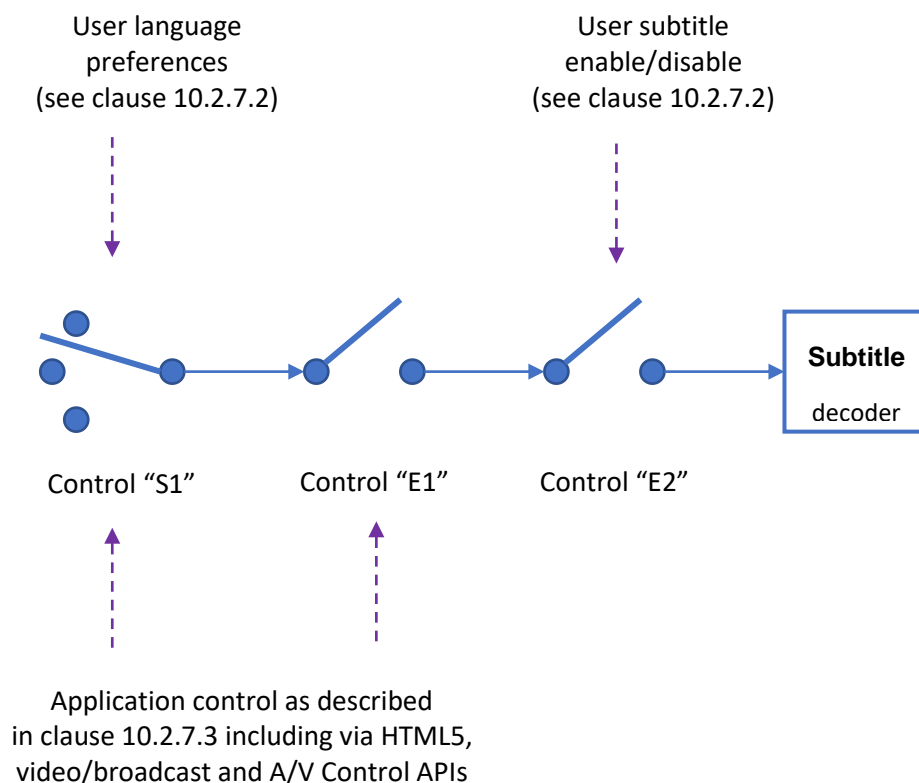 User language
preferences
(see clause 10.2.7.2)
User subtitle
enable/disable
(see clause 10.2.7.2)
Subtitle
decoder
Control “S1”
Control “E1”
Control “E2”
Application control as described
in clause 10.2.7.3 including via HTML5,
video/broadcast and A/V Control APIs